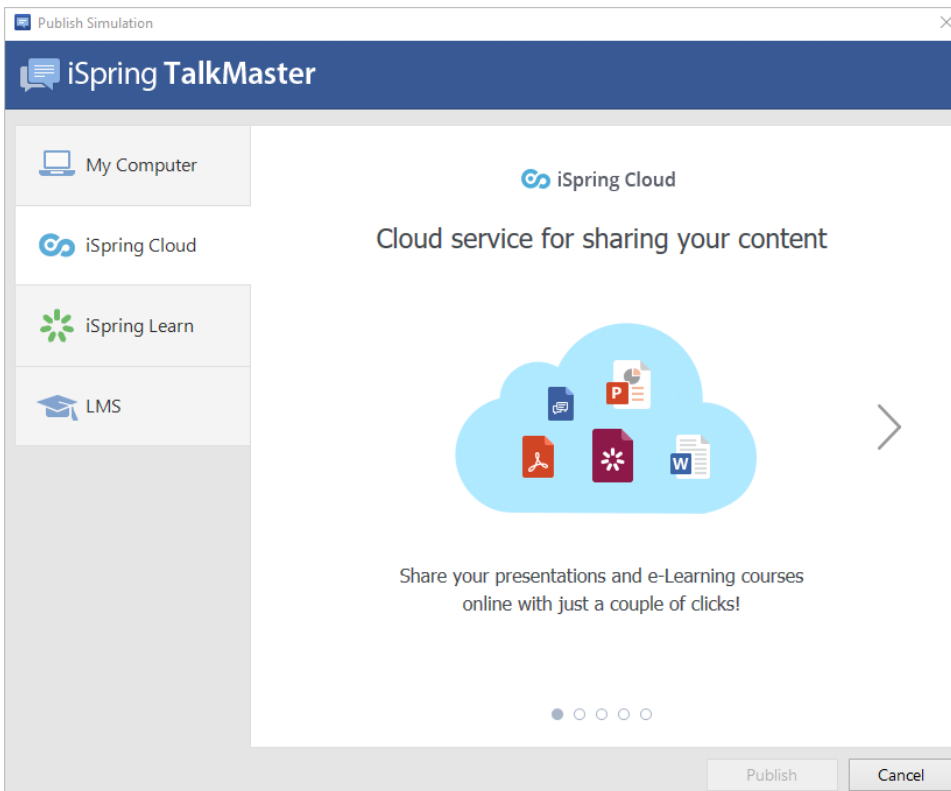 Publish Simulation
iSpring TalkMaster
My Computer
iSpring Cloud
iSpring Learn
LMS
iSpring Cloud
Cloud service for sharing your content
P
W
Share your presentations and e-Learning courses
online with just a couple of clicks!
Publish
Cancel